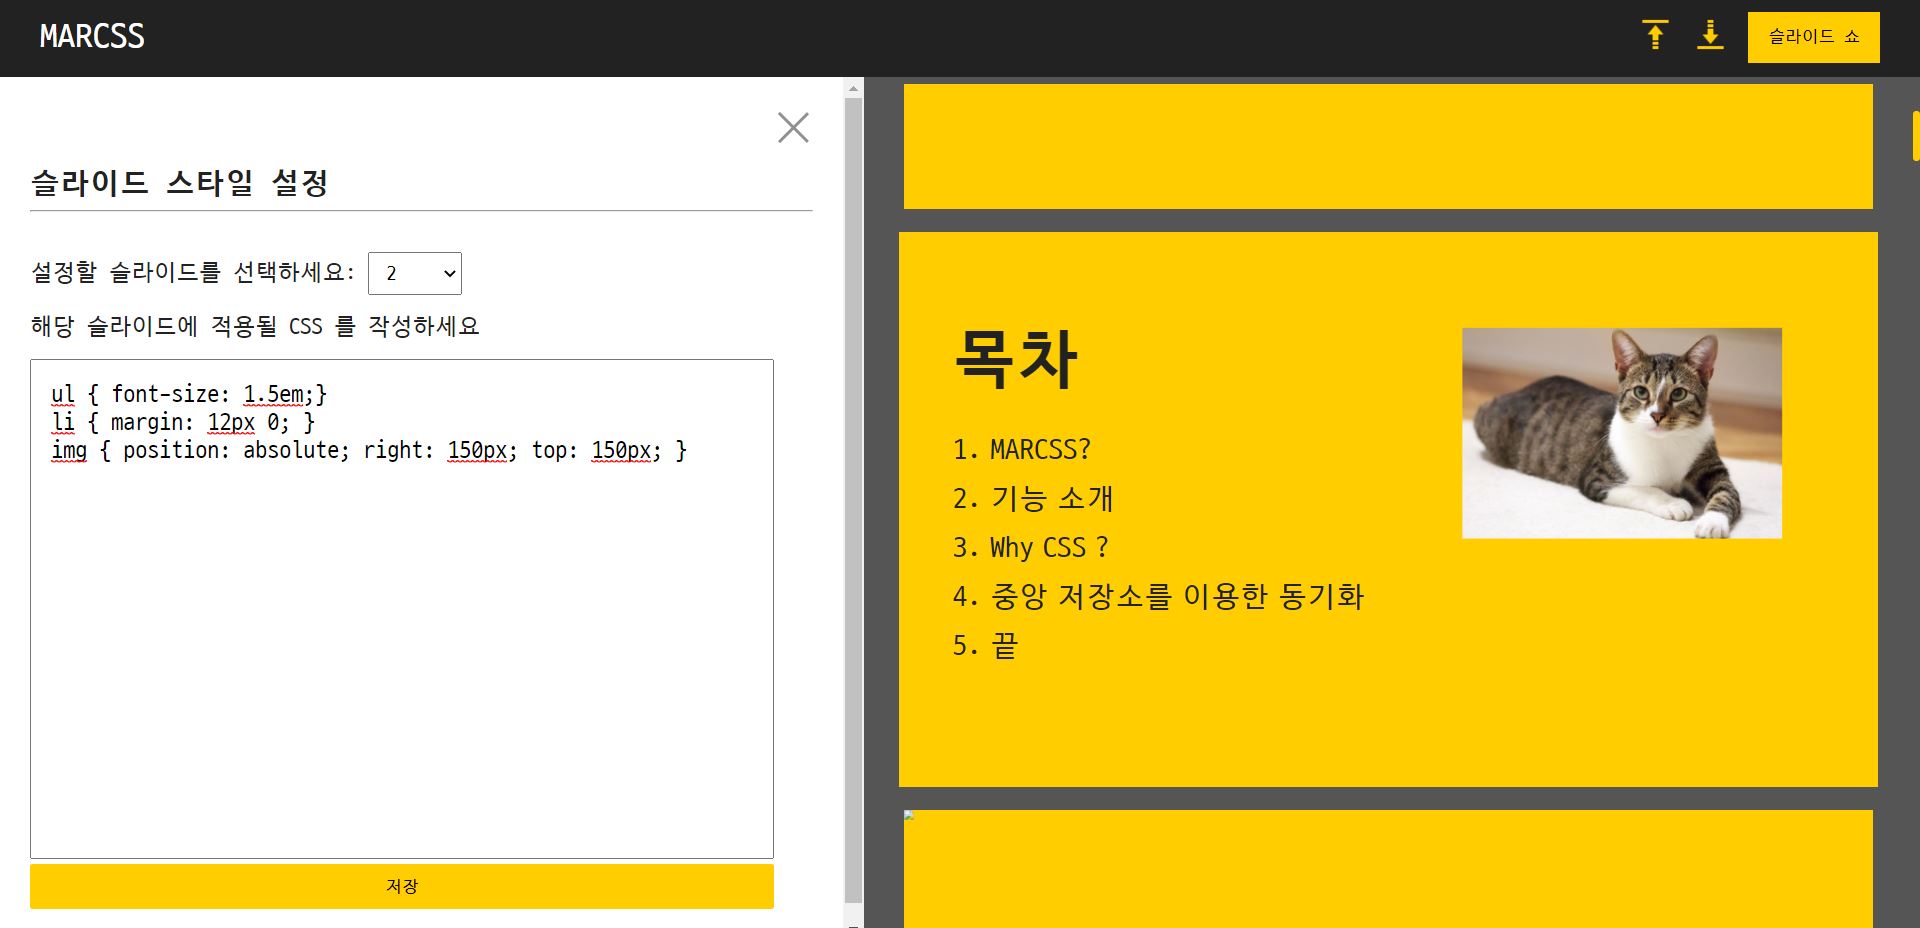 MARCSS
슬라이드 쇼
슬라이드 스타일 설정
설정할 슬라이드를 선택하세요: 2
해당 슬라이드에 적용될 CSS 를 작성하세요
ul { font-size: 1.5em;}
li { margin: 12px 0; }
img { position: absolute; right: 150px; top: 150px; }
저장
목차
1. MARCSS?
2. 기능 소개
3. Why CSS ?
4. 중앙 저장소를 이용한 동기화
5. 끝